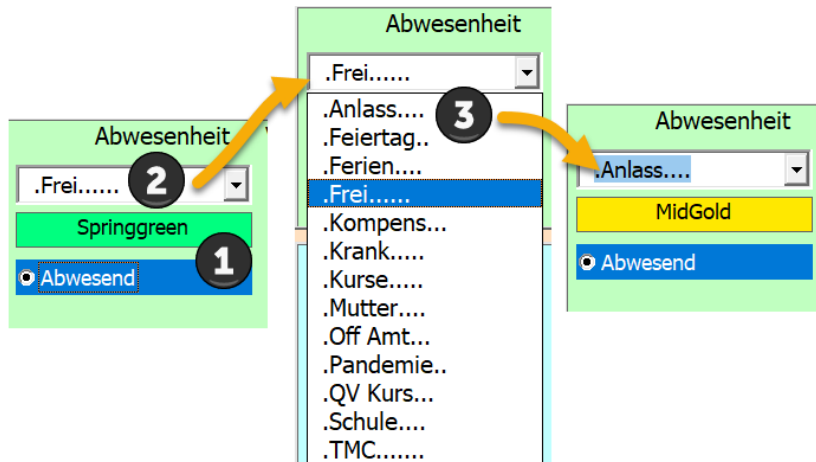 Abwesenheit
.Frei......
2
Springgreen
1
Abwesend
Abwesenheit
.Frei......
.Anlass....
3
.Feiertag..
.Ferien....
.Frei......
.Kompens...
.Krank.....
.Kurse.....
.Mutter....
.Off Amt...
.Pandemie..
.QV Kurs...
.Schule....
.TMC.......
Abwesenheit
.Anlass....
MidGold
Abwesend